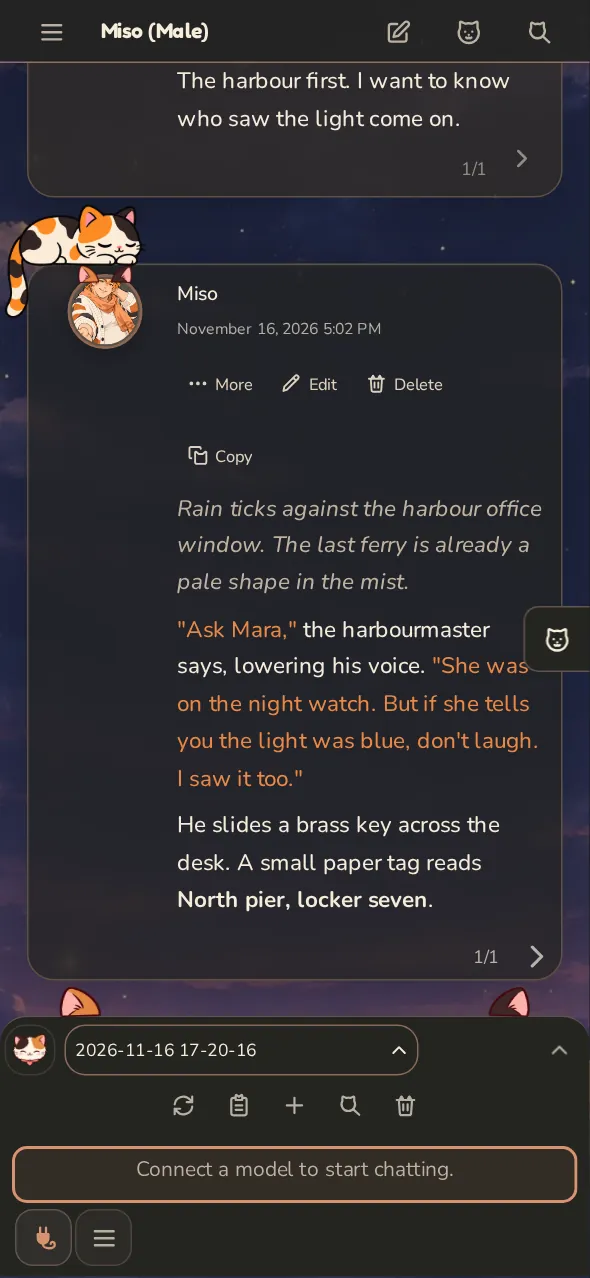 Miso (Male)
The harbour first. I want to know
who saw the light come on.
1/1
Miso
November 16, 2026 5:02 PM
More
Edit
Delete
Copy
Rain ticks against the harbour office
window. The last ferry is already a
pale shape in the mist.
"Ask Mara," the harbourmaster
says, lowering his voice. "She was
on the night watch. But if she tells
you the light was blue, don't laugh.
I saw it too."
He slides a brass key across the
desk. A small paper tag reads
North pier, locker seven.
1/1
2026-11-16 17-20-16
Connect a model to start chatting.